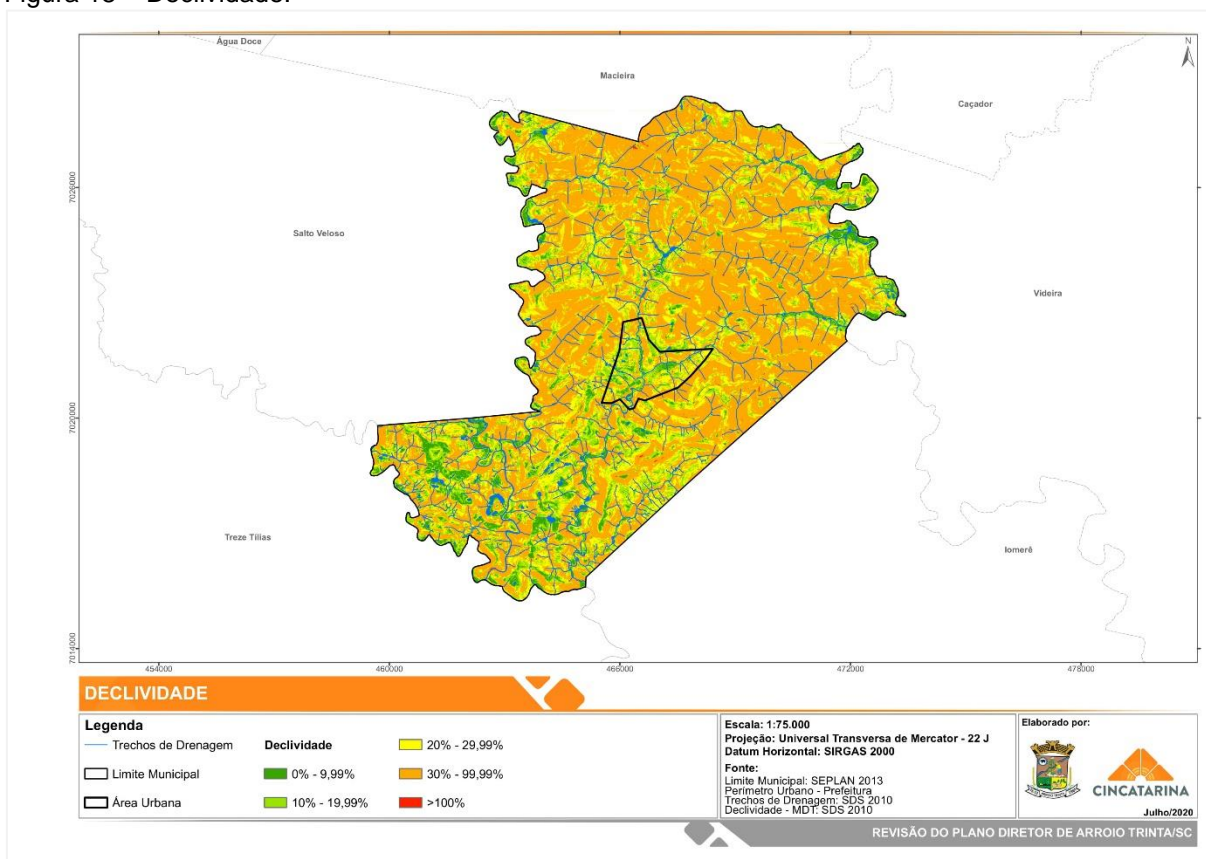 Figura 18 – Declividade.
Água Doce
Macieira
N
Caçador
Salto Veloso
Videira
Treze Tílias
Iomerê
7026000
7020000
7014000
454000
460000
466000
472000
478000
DECLIVIDADE
Legenda
Trechos de Drenagem
Limite Municipal
Área Urbana
Declividade
0% - 9,99%
10% - 19,99%
20% - 29,99%
30% - 99,99%
>100%
Escala: 1:75.000
Projeção: Universal Transversa de Mercator - 22 J
Datum Horizontal: SIRGAS 2000
Fonte:
Limite Municipal: SEPLAN 2013
Perímetro Urbano - Prefeitura
Trechos de Drenagem: SDS 2010
Declividade - MDT: SDS 2010
Elaborado por:
CINCATARINA
Julho/2020
REVISÃO DO PLANO DIRETOR DE ARROIO TRINTA/SC